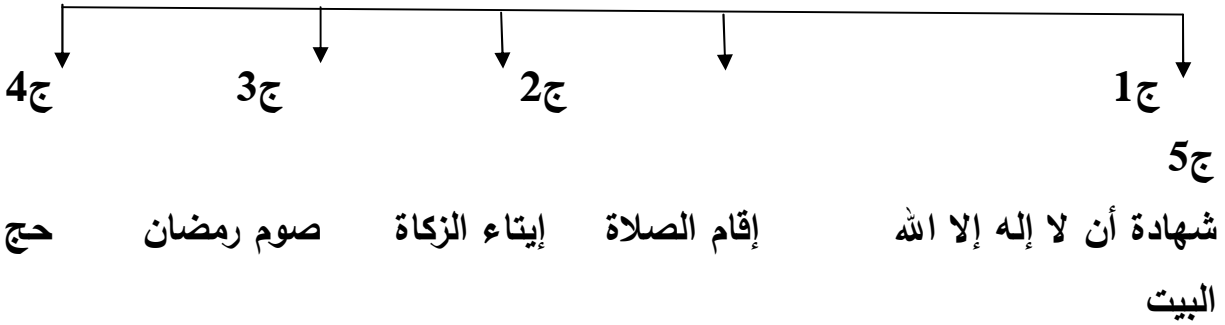 ج1 ج2 ج3 ج4
ج5
شهادة أن لا إله إلا الله إقام الصلاة إيتاء الزكاة صوم رمضان حج
البيت